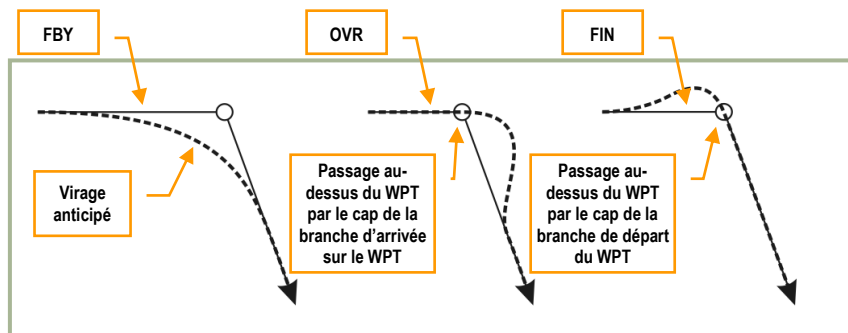 FBY
OVR
FIN
Virage
anticipé
Passage au-
dessus du WPT
par le cap de la
branche d'arrivée
sur le WPT
Passage au-
dessus du WPT
par le cap de la
branche de départ
du WPT